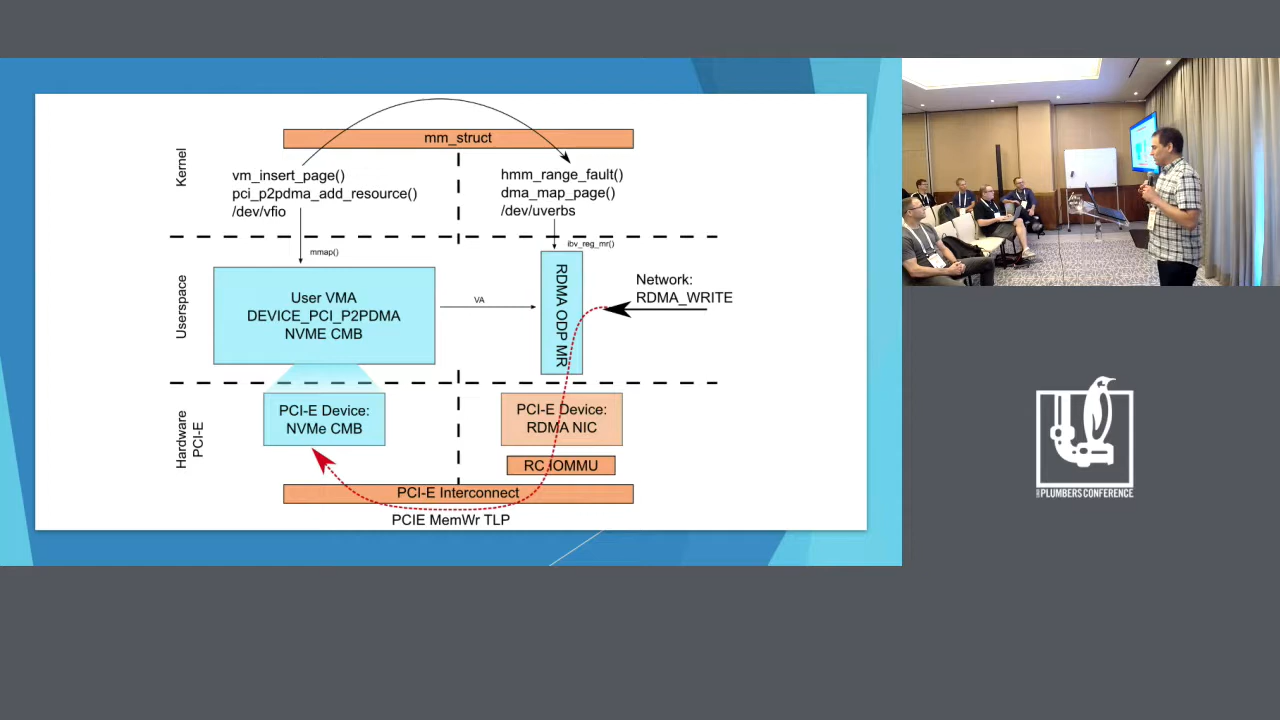 mm_struct
Kernel
vm_insert_page()
pci_p2pdma_add_resource()
/dev/vfio
hmm_range_fault()
dma_map_page()
/dev/uverbs
mmap()
ibv_reg_mr()
Userspace
User VMA
DEVICE_PCI_P2PDMA
NVME CMB
VA
RDMA ODP MR
Network:
RDMA_WRITE
Hardware
PCI-E
PCI-E Device:
NVMe CMB
PCI-E Device:
RDMA NIC
RC IOMMU
PCI-E Interconnect
PCIE MemWr TLP
PLUMBERS CONFERENCE